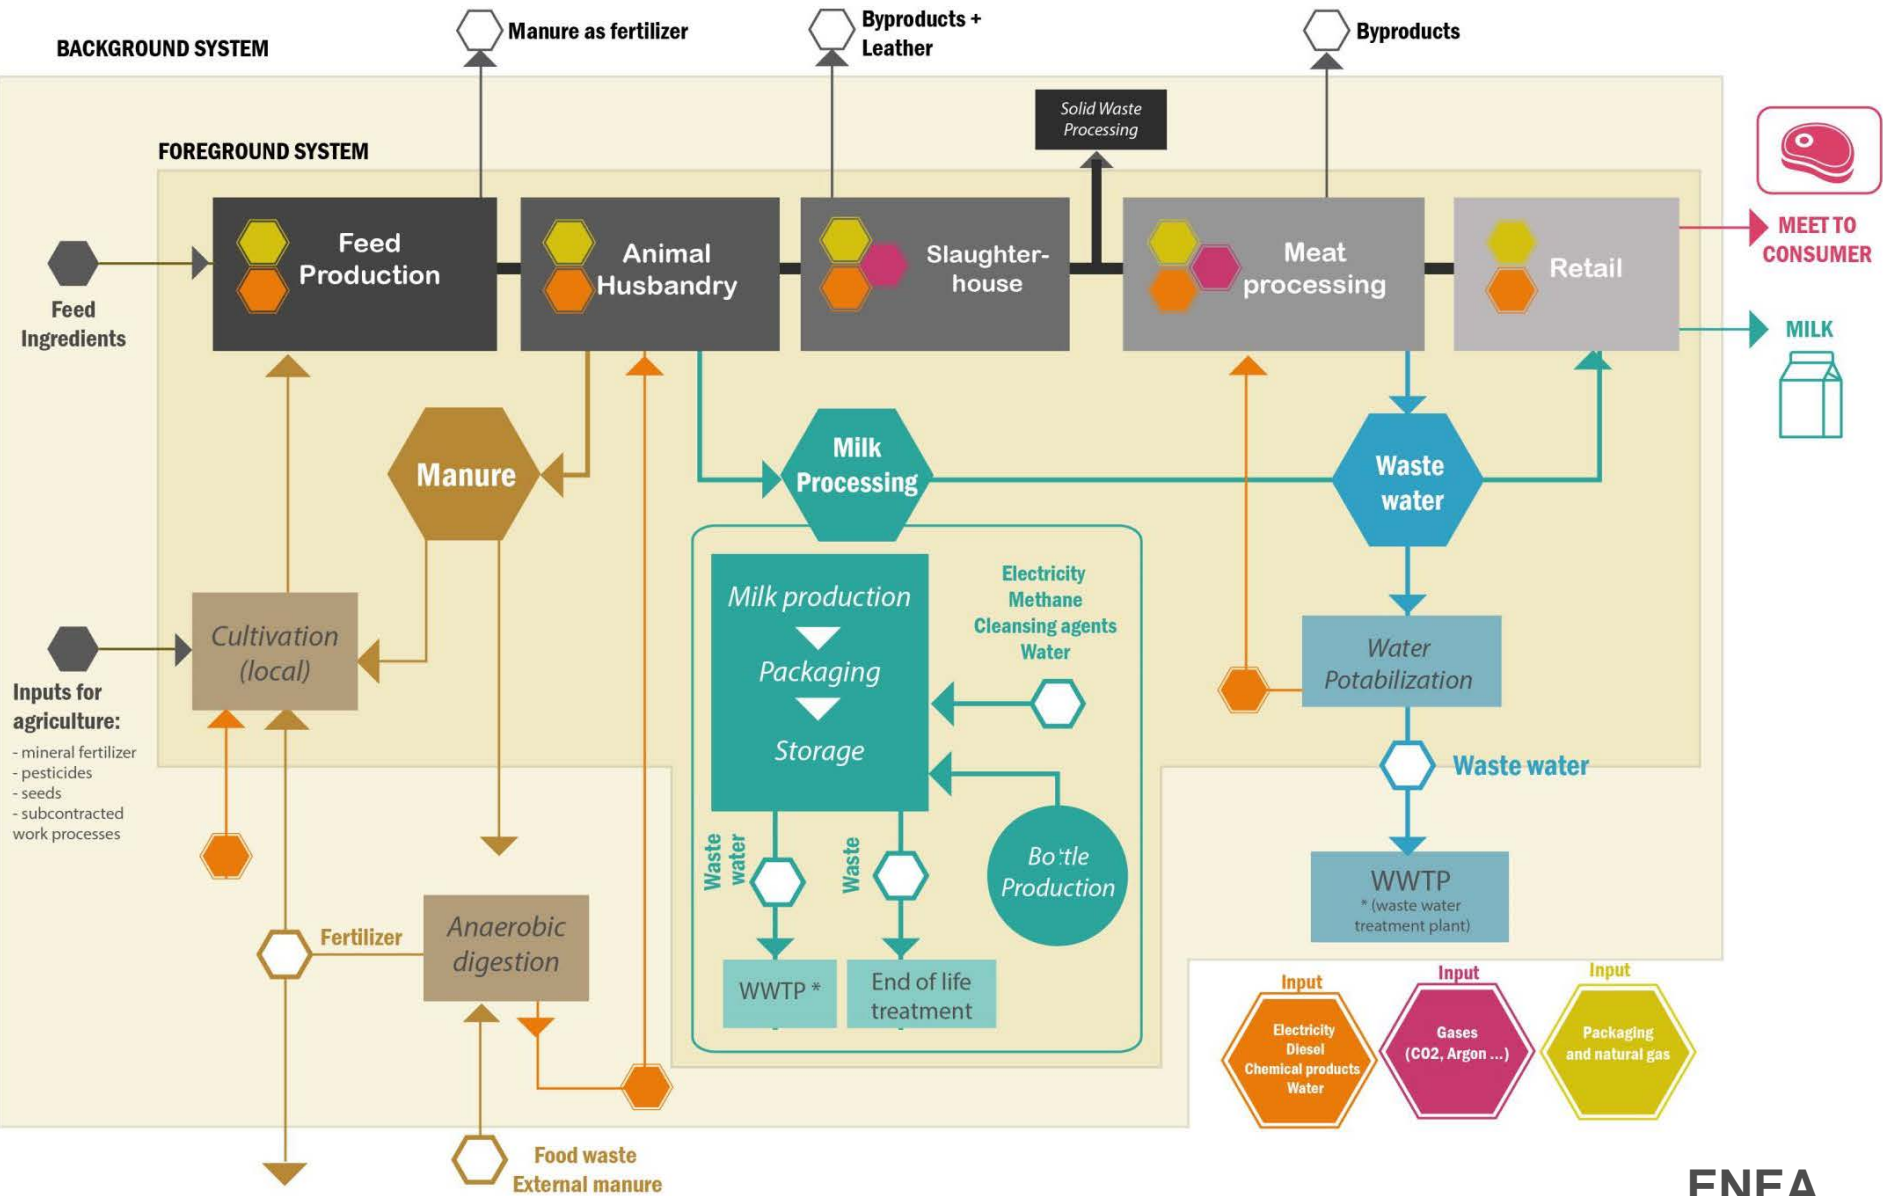 Manure as fertilizer
Byproducts +
Leather
Byproducts
BACKGROUND SYSTEM
Solid Waste
Processing
FOREGROUND SYSTEM
Feed
Production
Animal
Husbandry
Slaughter-
house
Meat
processing
Retail
MEET TO
CONSUMER
MILK
Feed
Ingredients
Manure
Milk
Processing
Waste
water
Cultivation
(local)
Milk production
Packaging
Storage
Electricity
Methane
Cleansing agents
Water
Water
Potabilization
Inputs for
agriculture:
- mineral fertilizer
- pesticides
- seeds
- subcontracted
work processes
Waste water
Waste
water
Waste
Bottle
Production
WWTP
* (waste water
treatment plant)
Fertilizer
Anaerobic
digestion
WWTP *
End of life
treatment
Input
Electricity
Diesel
Chemical products
Water
Input
Gases
(CO2, Argon ...)
Input
Packaging
and natural gas
Food waste
External manure
ENEA